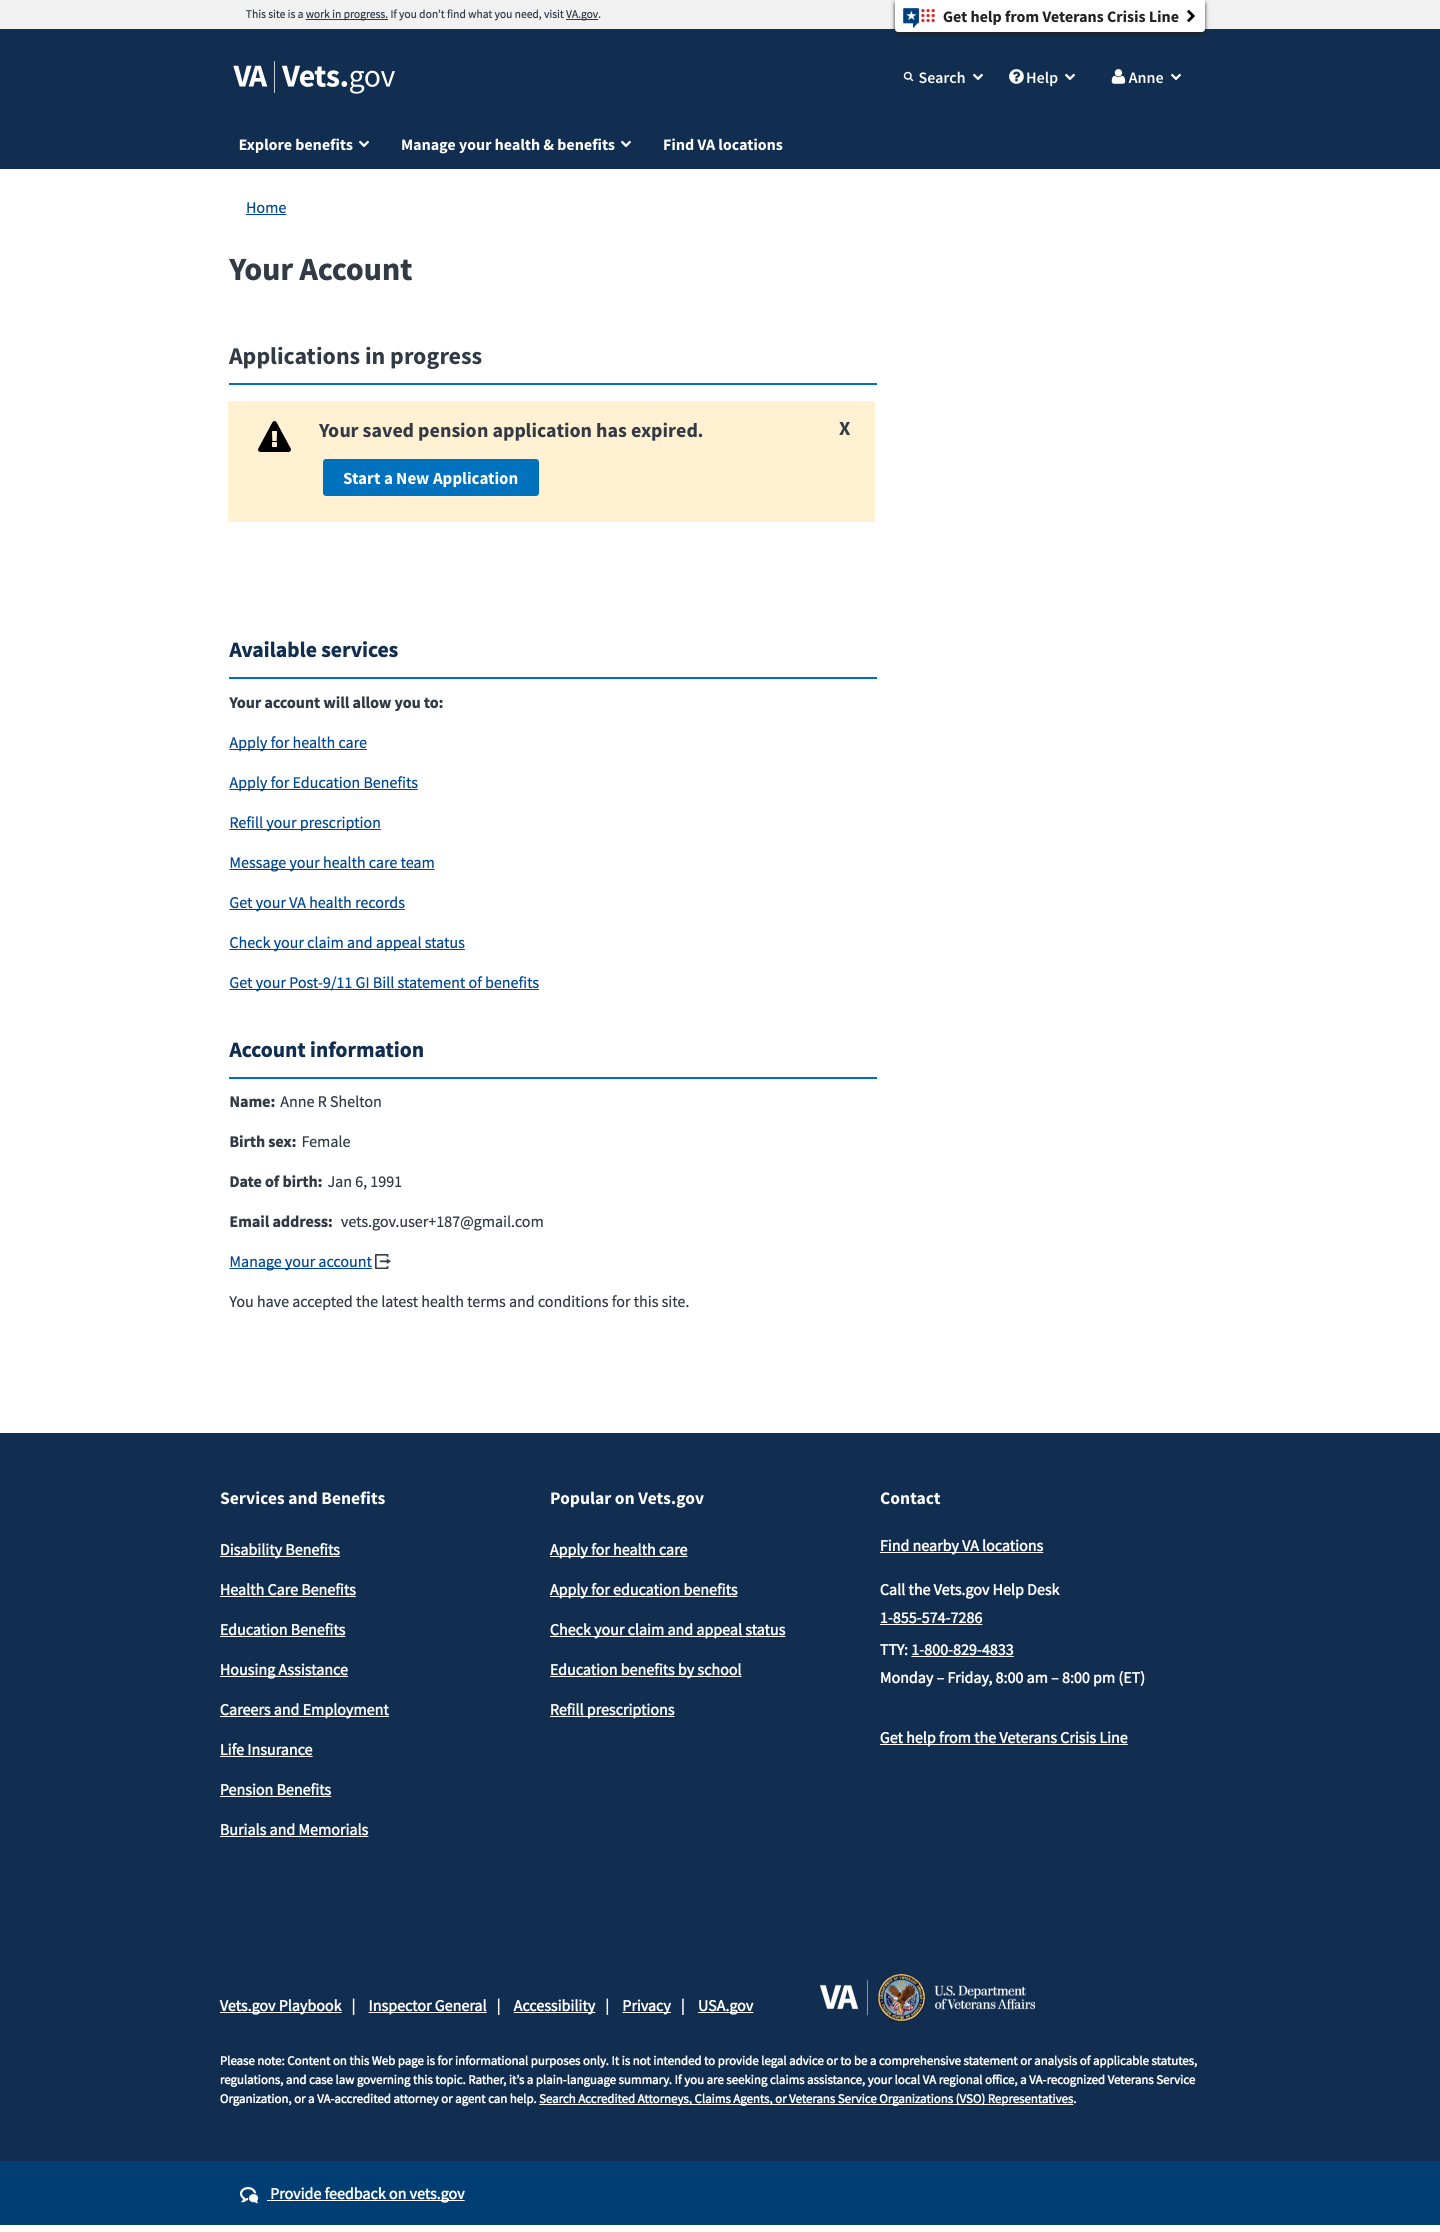 This site is a work in progress. If you don't find what you need, visit VA.gov.
Get help from Veterans Crisis Line
VA | Vets.gov
Search
Help
Anne
Explore benefits
Manage your health & benefits
Find VA locations
Home
Your Account
Applications in progress
Your saved pension application has expired.
X
Start a New Application
Available services
Your account will allow you to:
Apply for health care
Apply for Education Benefits
Refill your prescription
Message your health care team
Get your VA health records
Check your claim and appeal status
Get your Post-9/11 GI Bill statement of benefits
Account information
Name: Anne R Shelton
Birth sex: Female
Date of birth: Jan 6, 1991
Email address: vets.gov.user+187@gmail.com
Manage your account
You have accepted the latest health terms and conditions for this site.
Services and Benefits
Disability Benefits
Health Care Benefits
Education Benefits
Housing Assistance
Careers and Employment
Life Insurance
Pension Benefits
Burials and Memorials
Popular on Vets.gov
Apply for health care
Apply for education benefits
Check your claim and appeal status
Education benefits by school
Refill prescriptions
Contact
Find nearby VA locations
Call the Vets.gov Help Desk
1-855-574-7286
TTY: 1-800-829-4833
Monday – Friday, 8:00 am – 8:00 pm (ET)
Get help from the Veterans Crisis Line
Vets.gov Playbook | Inspector General | Accessibility | Privacy | USA.gov
VA
U.S. Department
of Veterans Affairs
Please note: Content on this Web page is for informational purposes only. It is not intended to provide legal advice or to be a comprehensive statement or analysis of applicable statutes,
regulations, and case law governing this topic. Rather, it's a plain-language summary. If you are seeking claims assistance, your local VA regional office, a VA-recognized Veterans Service
Organization, or a VA-accredited attorney or agent can help. Search Accredited Attorneys, Claims Agents, or Veterans Service Organizations (VSO) Representatives.
Provide feedback on vets.gov